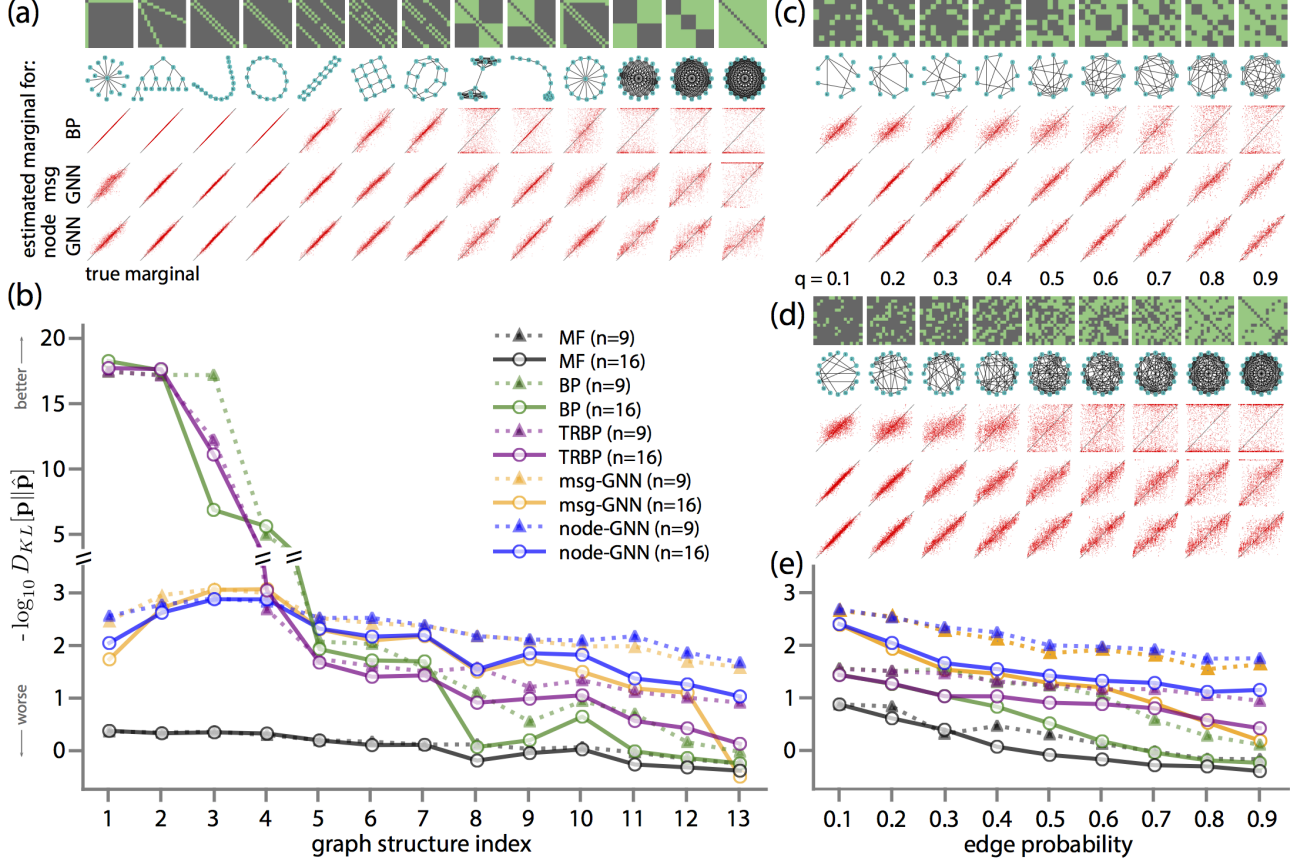 (a)
estimated marginal for:
BP
msg
GNN
node
GNN
true marginal
(b)
20
15
10
5
3
2
1
0
better →
- log10 DKL[p||p̂]
← worse
MF (n=9)
MF (n=16)
BP (n=9)
BP (n=16)
TRBP (n=9)
TRBP (n=16)
msg-GNN (n=9)
msg-GNN (n=16)
node-GNN (n=9)
node-GNN (n=16)
1 2 3 4 5 6 7 8 9 10 11 12 13
graph structure index
(c)
q = 0.1 0.2 0.3 0.4 0.5 0.6 0.7 0.8 0.9
(d)
(e)
3
2
1
0
0.1 0.2 0.3 0.4 0.5 0.6 0.7 0.8 0.9
edge probability